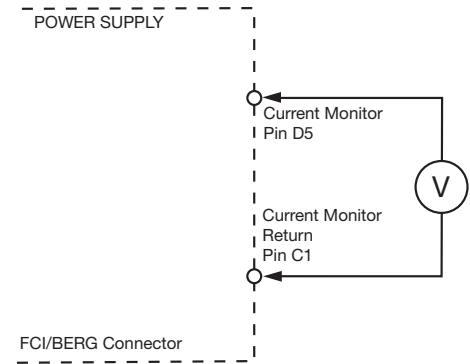 POWER SUPPLY
Current Monitor
Pin D5
V
Current Monitor
Return
Pin C1
FCI/BERG Connector